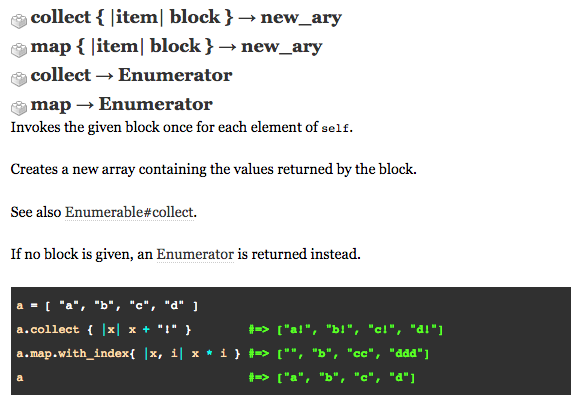 collect { |item| block } → new_ary
map { |item| block } → new_ary
collect → Enumerator
map → Enumerator
Invokes the given block once for each element of self.
Creates a new array containing the values returned by the block.
See also Enumerable#collect.
If no block is given, an Enumerator is returned instead.
a = [ "a", "b", "c", "d" ]
a.collect { |x| x + "!" } #=> ["a!", "b!", "c!", "d!"]
a.map.with_index{ |x, i| x * i } #=> ["", "b", "cc", "ddd"]
a #=> ["a", "b", "c", "d"]